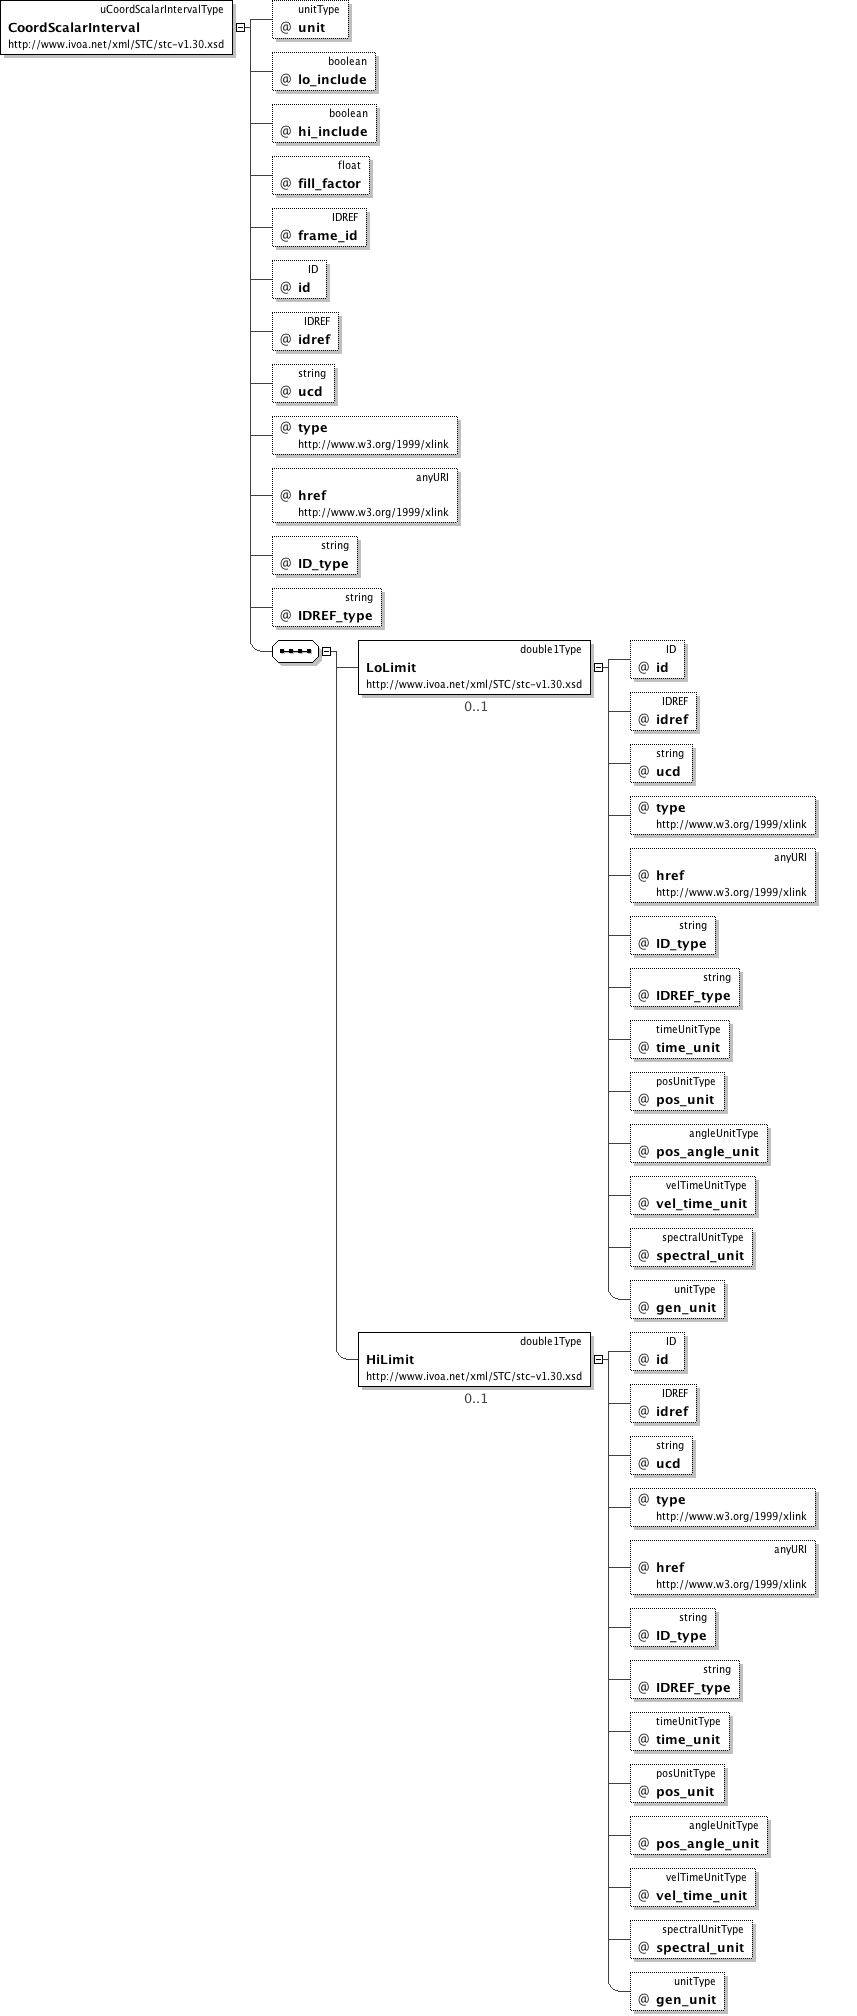 uCoordScalarIntervalType
CoordScalarInterval
http://www.ivoa.net/xml/STC/stc-v1.30.xsd
unitType
@ unit
boolean
@ lo_include
boolean
@ hi_include
float
@ fill_factor
IDREF
@ frame_id
ID
@ id
IDREF
@ idref
string
@ ucd
@ type
http://www.w3.org/1999/xlink
anyURI
@ href
http://www.w3.org/1999/xlink
string
@ ID_type
string
@ IDREF_type
double1Type
LoLimit
http://www.ivoa.net/xml/STC/stc-v1.30.xsd
0..1
ID
@ id
IDREF
@ idref
string
@ ucd
@ type
http://www.w3.org/1999/xlink
anyURI
@ href
http://www.w3.org/1999/xlink
string
@ ID_type
string
@ IDREF_type
timeUnitType
@ time_unit
posUnitType
@ pos_unit
angleUnitType
@ pos_angle_unit
velTimeUnitType
@ vel_time_unit
spectralUnitType
@ spectral_unit
unitType
@ gen_unit
double1Type
HiLimit
http://www.ivoa.net/xml/STC/stc-v1.30.xsd
0..1
ID
@ id
IDREF
@ idref
string
@ ucd
@ type
http://www.w3.org/1999/xlink
anyURI
@ href
http://www.w3.org/1999/xlink
string
@ ID_type
string
@ IDREF_type
timeUnitType
@ time_unit
posUnitType
@ pos_unit
angleUnitType
@ pos_angle_unit
velTimeUnitType
@ vel_time_unit
spectralUnitType
@ spectral_unit
unitType
@ gen_unit